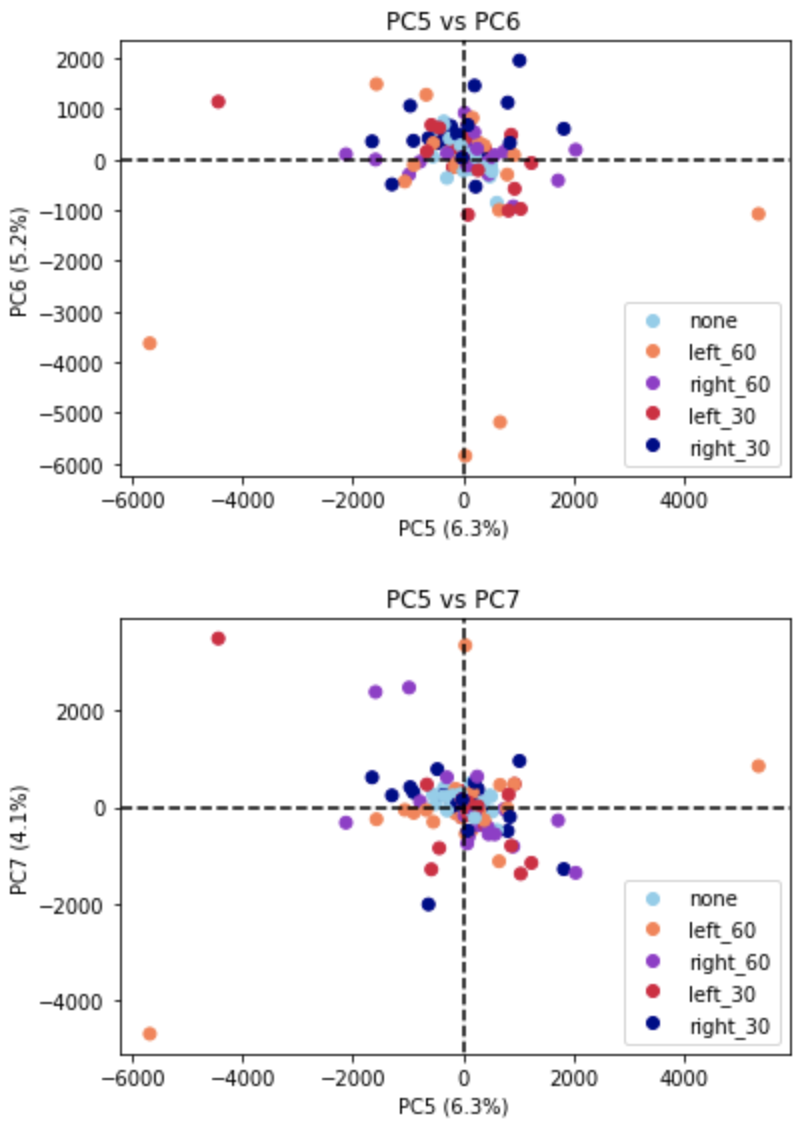 PC5 vs PC6
2000
1000
0
−1000
−2000
−3000
−4000
−5000
−6000
PC6 (5.2%)
none
left_60
right_60
left_30
right_30
−6000 −4000 −2000 0 2000 4000
PC5 (6.3%)
PC5 vs PC7
2000
0
−2000
−4000
PC7 (4.1%)
none
left_60
right_60
left_30
right_30
−6000 −4000 −2000 0 2000 4000
PC5 (6.3%)